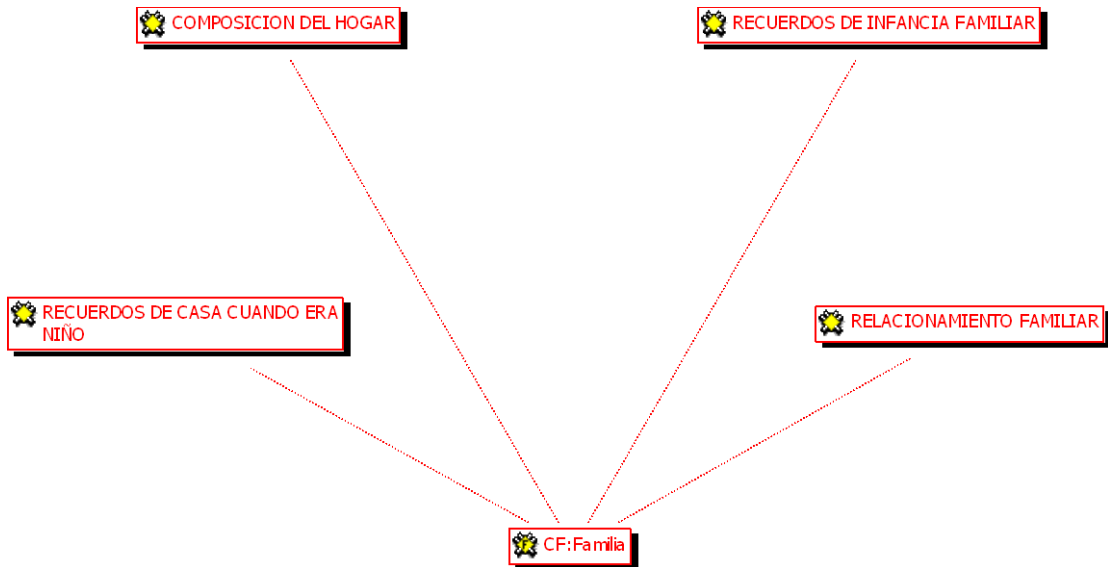 COMPOSICION DEL HOGAR
RECUERDOS DE INFANCIA FAMILIAR
RECUERDOS DE CASA CUANDO ERA
NIÑO
RELACIONAMIENTO FAMILIAR
CF:Familia